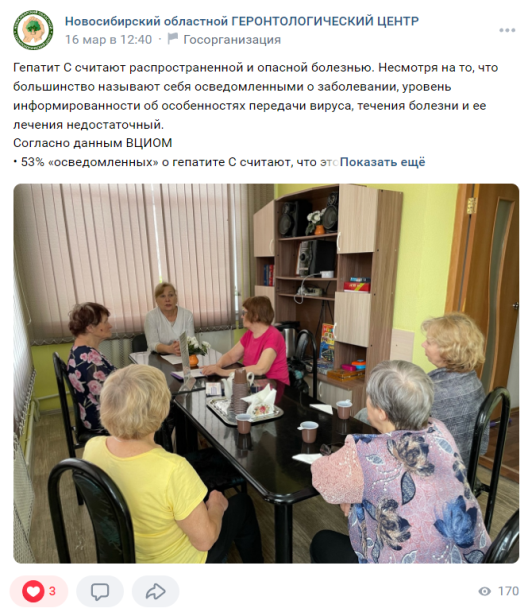 Новосибирский областной ГЕРОНТОЛОГИЧЕСКИЙ ЦЕНТР
16 мар в 12:40 · Госорганизация
Гепатит С считают распространенной и опасной болезнью. Несмотря на то, что
большинство называют себя осведомленными о заболевании, уровень
информированности об особенностях передачи вируса, течения болезни и ее
лечения недостаточный.
Согласно данным ВЦИОМ
• 53% «осведомленных» о гепатите С считают, что это Показать ещё
3
170